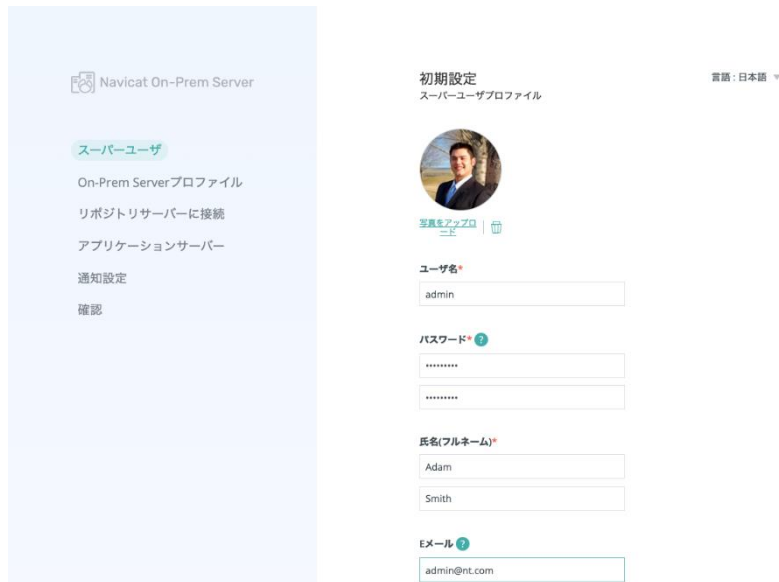 Navicat On-Prem Server
スーパーユーザ
On-Prem Serverプロファイル
リポジトリサーバーに接続
アプリケーションサーバー
通知設定
確認
初期設定
言語 : 日本語
スーパーユーザプロファイル
写真をアップロ
ード
ユーザ名*
admin
パスワード* ?
•••••••••
•••••••••
氏名(フルネーム)*
Adam
Smith
Eメール ?
admin@nt.com